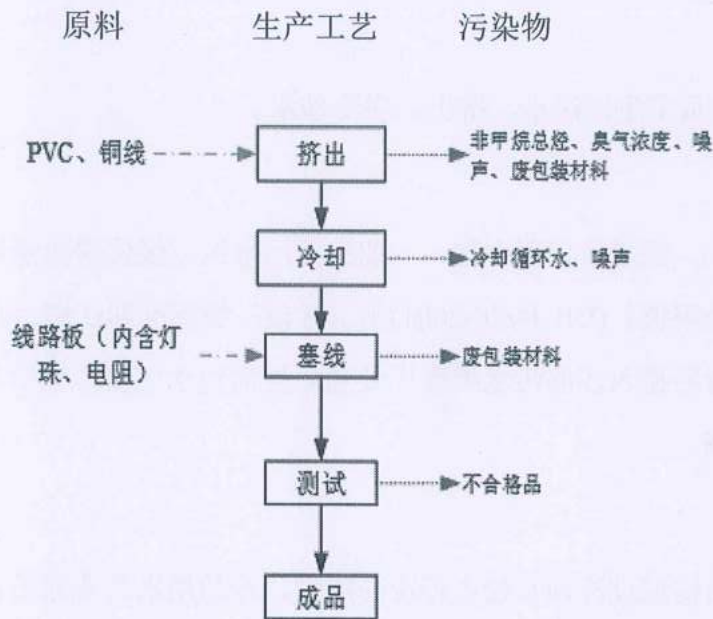 原料 生产工艺 污染物
PVC、铜线
挤出
非甲烷总烃、臭气浓度、噪
声、废包装材料
冷却
冷却循环水、噪声
线路板（内含灯
珠、电阻）
塞线
废包装材料
测试
不合格品
成品